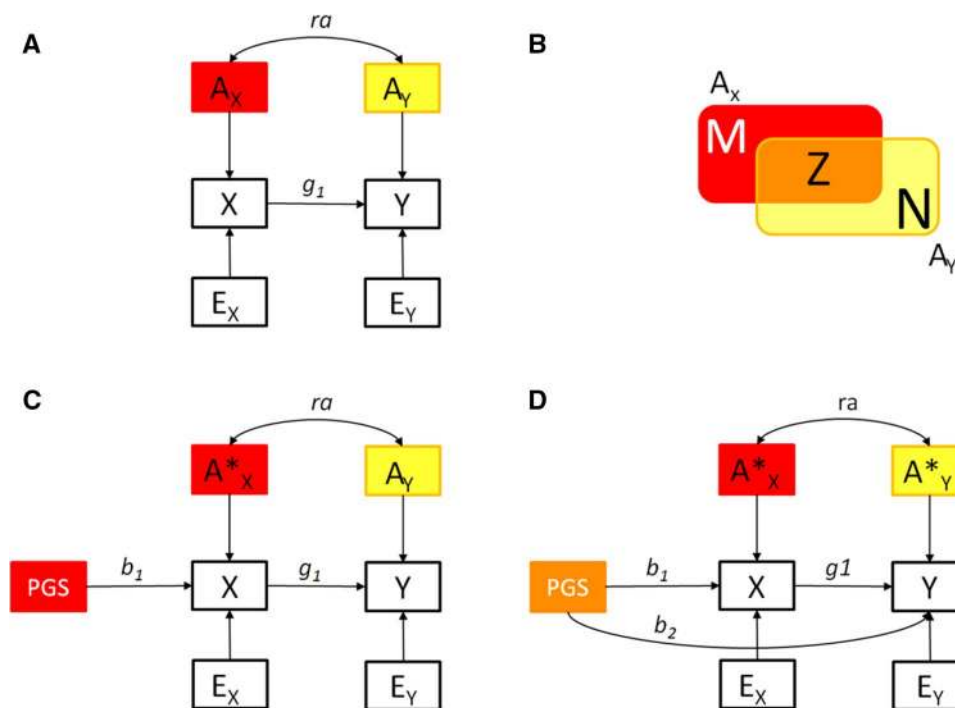 A
ra
A_X
A_Y
X
g_1
Y
E_X
E_Y
B
A_x
M
Z
N
A_Y
C
ra
A*_X
A_Y
PGS
b_1
X
g_1
Y
E_X
E_Y
D
ra
A*_X
A*_Y
PGS
b_1
X
g1
Y
b_2
E_X
E_Y